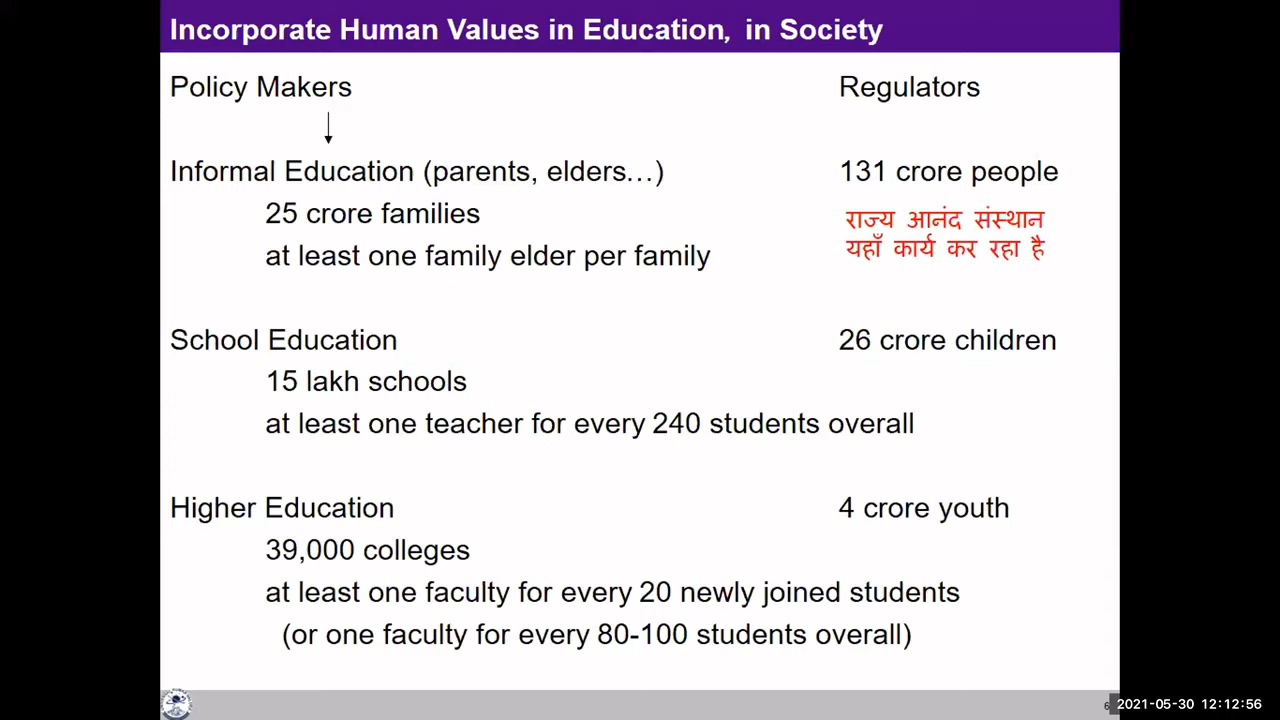 Incorporate Human Values in Education, in Society
Policy Makers Regulators
Informal Education (parents, elders…) 131 crore people
25 crore families राज्य आनंद संस्थान
यहाँ कार्य कर रहा है
at least one family elder per family
School Education 26 crore children
15 lakh schools
at least one teacher for every 240 students overall
Higher Education 4 crore youth
39,000 colleges
at least one faculty for every 20 newly joined students
(or one faculty for every 80-100 students overall)
6
2021-05-30 12:12:56